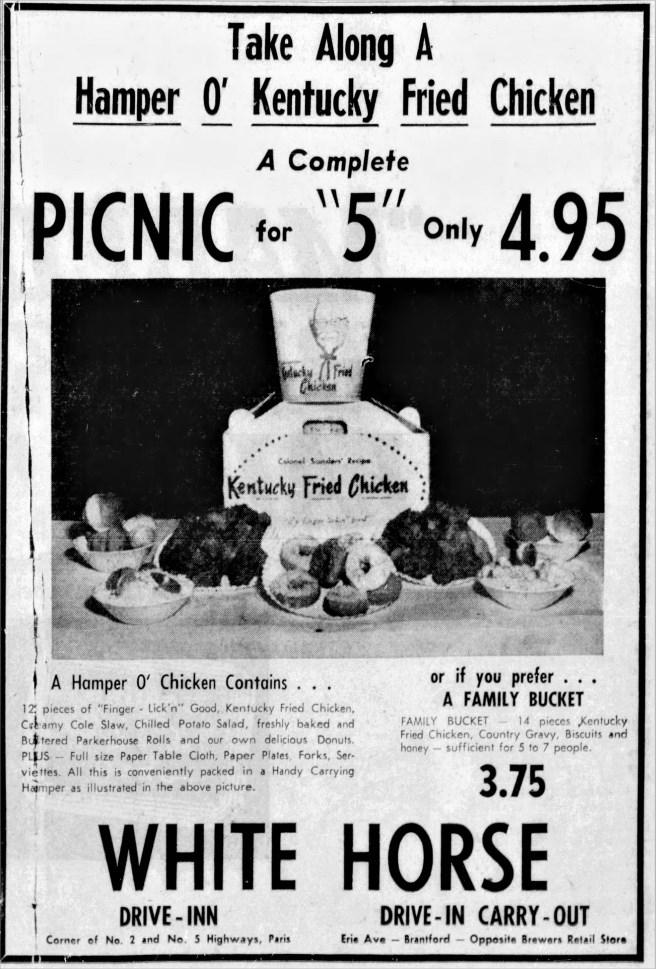 Take Along A
Hamper O' Kentucky Fried Chicken
A Complete
PICNIC for "5" Only 4.95
Kentucky Fried
Chicken
Colonel Sanders' Recipe
Kentucky Fried Chicken
"it's finger lickin' good"
A Hamper O' Chicken Contains . . .
12 pieces of "Finger - Lick'n" Good, Kentucky Fried Chicken,
Creamy Cole Slaw, Chilled Potato Salad, freshly baked and
Buttered Parkerhouse Rolls and our own delicious Donuts.
PLUS — Full size Paper Table Cloth, Paper Plates, Forks, Ser-
viettes. All this is conveniently packed in a Handy Carrying
Hamper as illustrated in the above picture.
or if you prefer . . .
A FAMILY BUCKET
FAMILY BUCKET — 14 pieces Kentucky
Fried Chicken, Country Gravy, Biscuits and
honey — sufficient for 5 to 7 people.
3.75
WHITE HORSE
DRIVE-INN
Corner of No. 2 and No. 5 Highways, Paris
DRIVE-IN CARRY-OUT
Erie Ave — Brantford — Opposite Brewers Retail Store